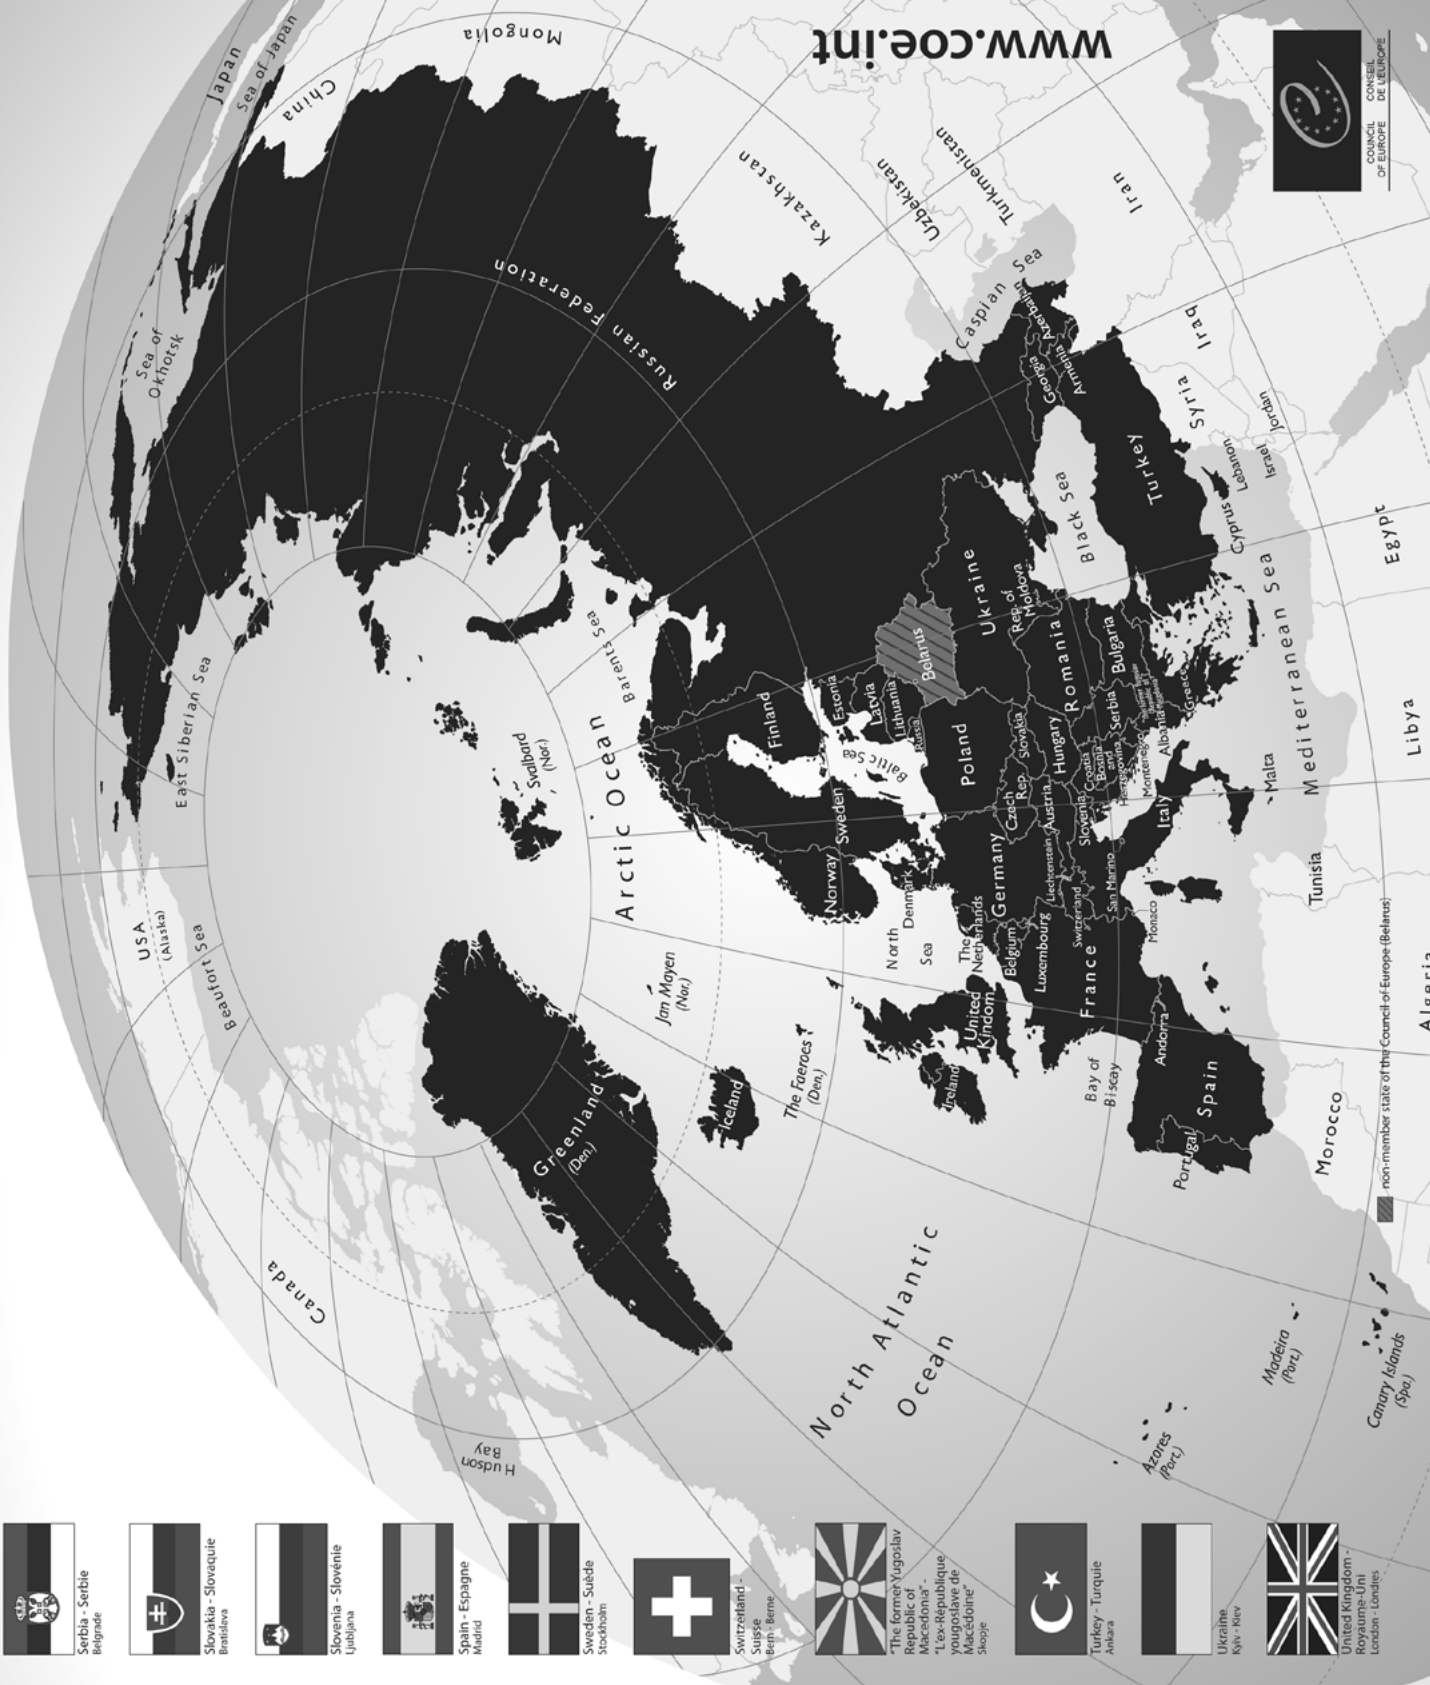 Serbia - Serbie
Belgrade
Slovakia - Slovaquie
Bratislava
Slovenia - Slovénie
Ljubljana
Spain - Espagne
Madrid
Sweden - Suède
Stockholm
Switzerland -
Suisse
Bern - Berne
"The former Yugoslav
Republic of
Macedonia" -
"L'ex-République
yougoslave de
Macédoine"
Skopje
Turkey - Turquie
Ankara
Ukraine
Kyiv - Kiev
United Kingdom -
Royaume-Uni
London - Londres
Japan
Sea of Japan
China
Mongolia
www.coe.int
COUNCIL
OF EUROPE
CONSEIL
DE L'EUROPE
Kazakhstan
Uzbekistan
Turkmenistan
Iran
Caspian Sea
Russian Federation
Sea of
Okhotsk
East Siberian Sea
USA
(Alaska)
Beaufort Sea
Canada
Hudson
Bay
Greenland
(Den.)
Svalbard
(Nor.)
Barents Sea
Arctic Ocean
Jan Mayen
(Nor.)
Iceland
The Faeroes
(Den.)
North Atlantic
Ocean
Norway
Sweden
Finland
Estonia
Latvia
Lithuania
Russia
Baltic Sea
Belarus
Denmark
North
Sea
The
Netherlands
Belgium
Luxembourg
Germany
Poland
Czech
Rep.
Slovakia
Hungary
Austria
Liechtenstein
Switzerland
Slovenia
Croatia
Bosnia
and
Herzegovina
Serbia
Montenegro
Albania
Greece
Bulgaria
Romania
Rep. of
Moldova
Ukraine
Black Sea
Georgia
Azerbaijan
Armenia
Turkey
Syria
Iraq
Lebanon
Israel
Jordan
Cyprus
Egypt
Mediterranean Sea
Libya
Malta
Tunisia
Italy
San Marino
Monaco
France
United
Kindom
Ireland
Bay of
Biscay
Andorra
Spain
Portugal
Morocco
Algeria
Azores
(Port.)
Madeira
(Port.)
Canary Islands
(Spa.)
non-member state of the Council of Europe (Belarus)